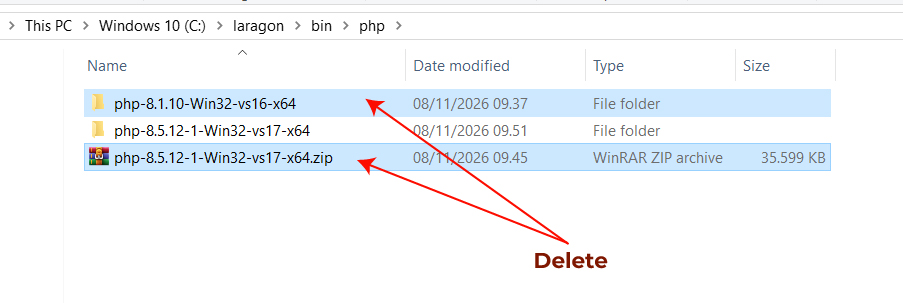 This PC > Windows 10 (C:) > laragon > bin > php >
Name Date modified Type Size
php-8.1.10-Win32-vs16-x64 08/11/2026 09.37 File folder
php-8.5.12-1-Win32-vs17-x64 08/11/2026 09.51 File folder
php-8.5.12-1-Win32-vs17-x64.zip 08/11/2026 09.45 WinRAR ZIP archive 35.599 KB
Delete